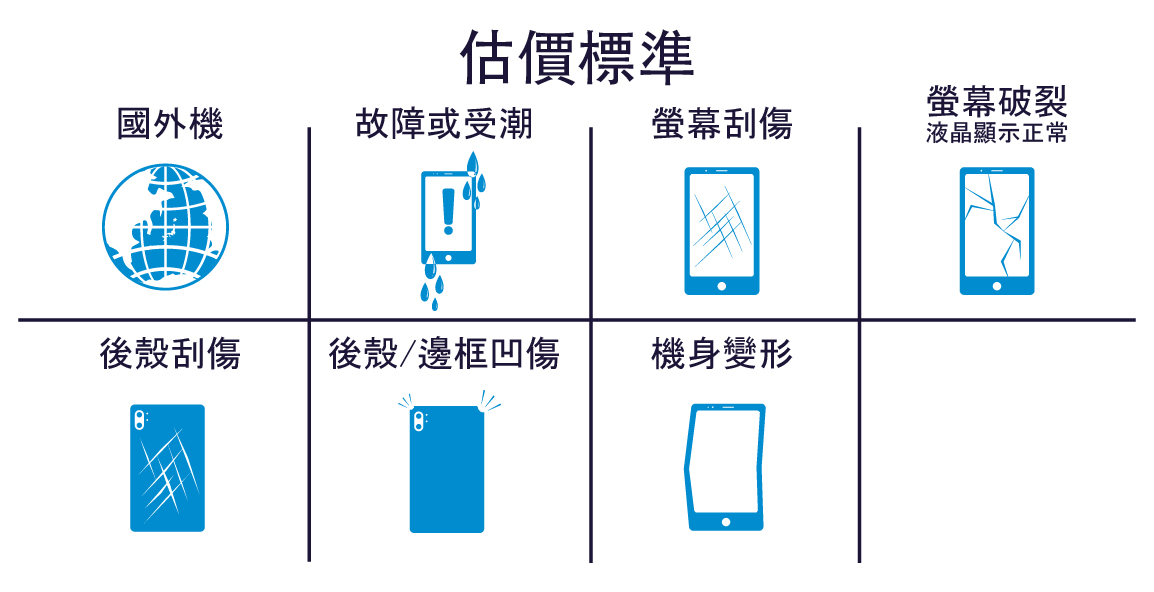 估價標準
國外機
故障或受潮
螢幕刮傷
螢幕破裂
液晶顯示正常
後殼刮傷
後殼/邊框凹傷
機身變形